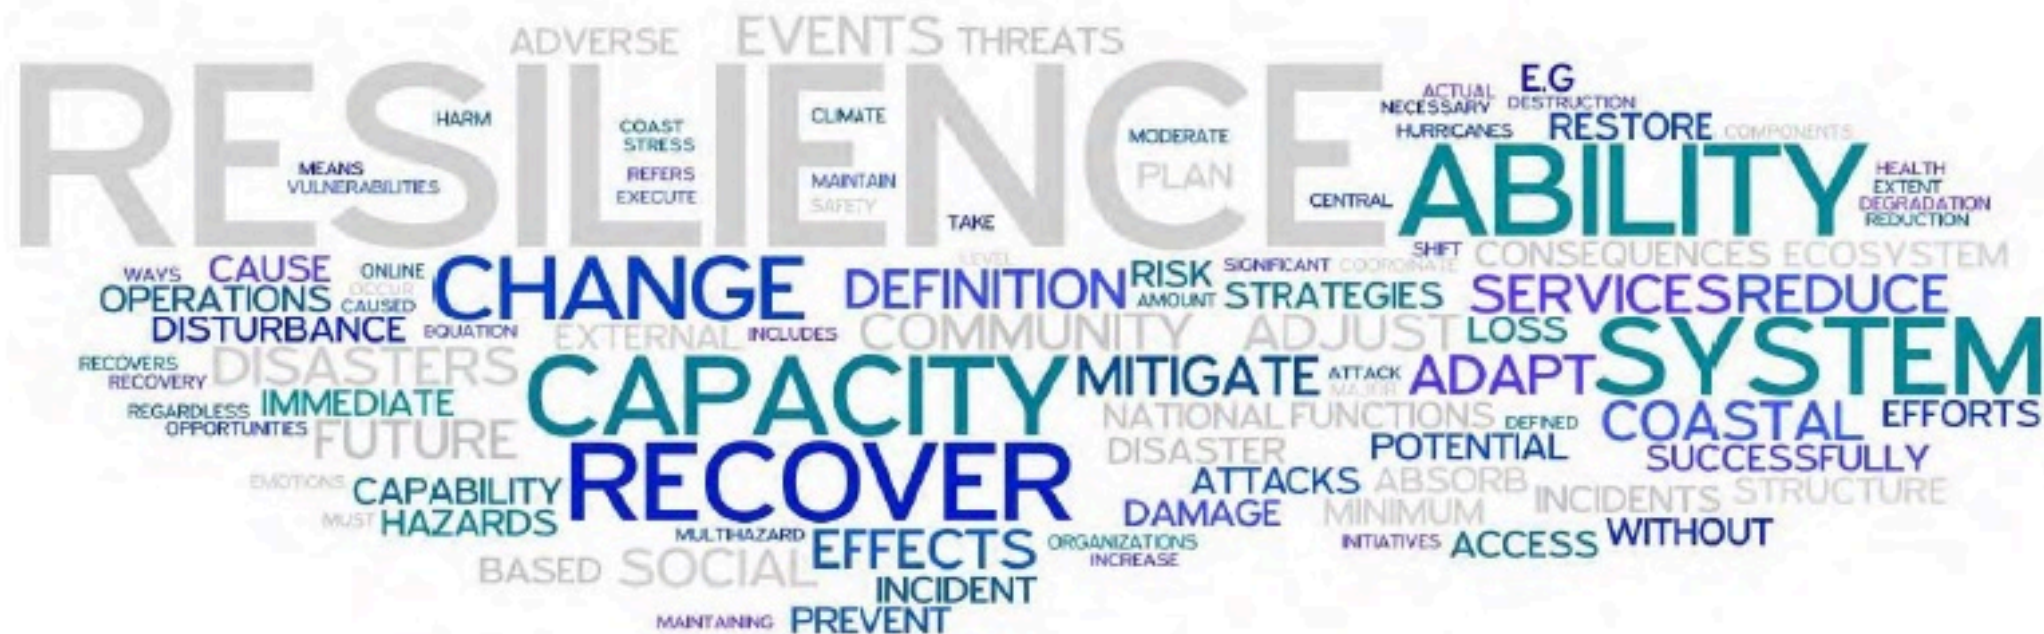 ADVERSE EVENTS THREATS
RESILIENCE
E.G
ACTUAL
NECESSARY DESTRUCTION
HARM
CLIMATE
COAST
STRESS
MODERATE
HURRICANES RESTORE COMPONENTS
ABILITY
MEANS
VULNERABILITIES
REFERS
EXECUTE
MAINTAIN
SAFETY
PLAN
TAKE
CENTRAL
HEALTH
EXTENT
DEGRADATION
REDUCTION
SHIFT CONSEQUENCES ECOSYSTEM
WAYS CAUSE ONLINE
OCCUR
OPERATIONS CAUSED
CHANGE
LEVEL
DEFINITION
RISK SIGNIFICANT COORDINATE
AMOUNT STRATEGIES
SERVICES REDUCE
DISTURBANCE EQUATION
EXTERNAL INCLUDES COMMUNITY ADJUST LOSS
SYSTEM
RECOVERS
RECOVERY
DISASTERS
CAPACITY
MITIGATE ATTACK
MAJOR
ADAPT
REGARDLESS IMMEDIATE
OPPORTUNITIES
FUTURE
NATIONAL FUNCTIONS DEFINED COASTAL EFFORTS
DISASTER POTENTIAL SUCCESSFULLY
RECOVER
EMOTIONS CAPABILITY
MUST HAZARDS
ATTACKS ABSORB INCIDENTS STRUCTURE
DAMAGE MINIMUM
MULTIHAZARD EFFECTS ORGANIZATIONS
INCREASE
INITIATIVES ACCESS WITHOUT
BASED SOCIAL
INCIDENT
MAINTAINING PREVENT